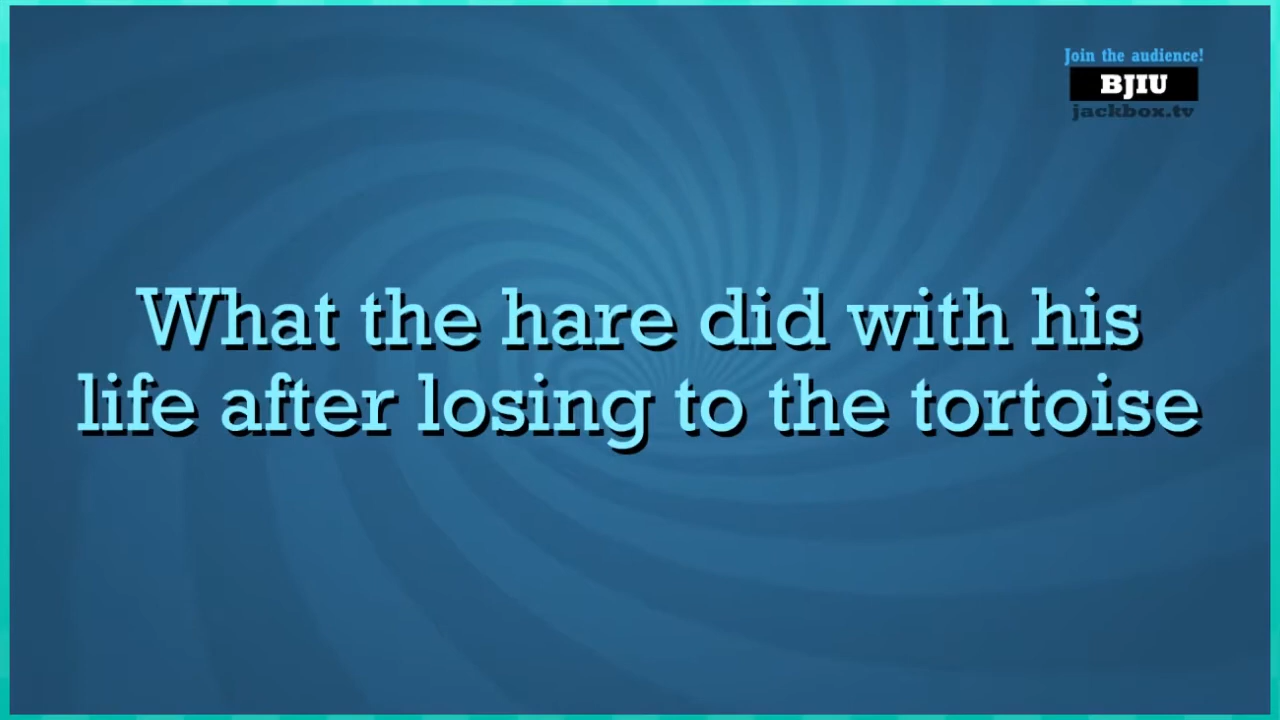 Join the audience!
BJIU
jackbox.tv
What the hare did with his
life after losing to the tortoise